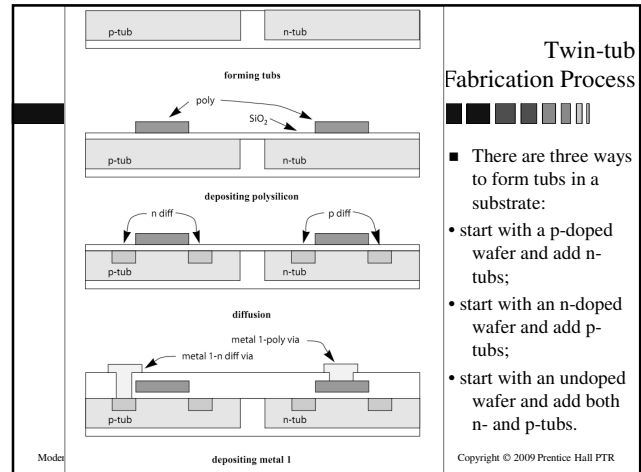 p-tub n-tub
forming tubs
poly
SiO2
p-tub n-tub
depositing polysilicon
n diff p diff
p-tub n-tub
diffusion
metal 1-poly via
metal 1-n diff via
p-tub n-tub
depositing metal 1
Twin-tub
Fabrication Process
■ There are three ways
to form tubs in a
substrate:
• start with a p-doped
wafer and add n-
tubs;
• start with an n-doped
wafer and add p-
tubs;
• start with an undoped
wafer and add both
n- and p-tubs.
Moder
Copyright © 2009 Prentice Hall PTR